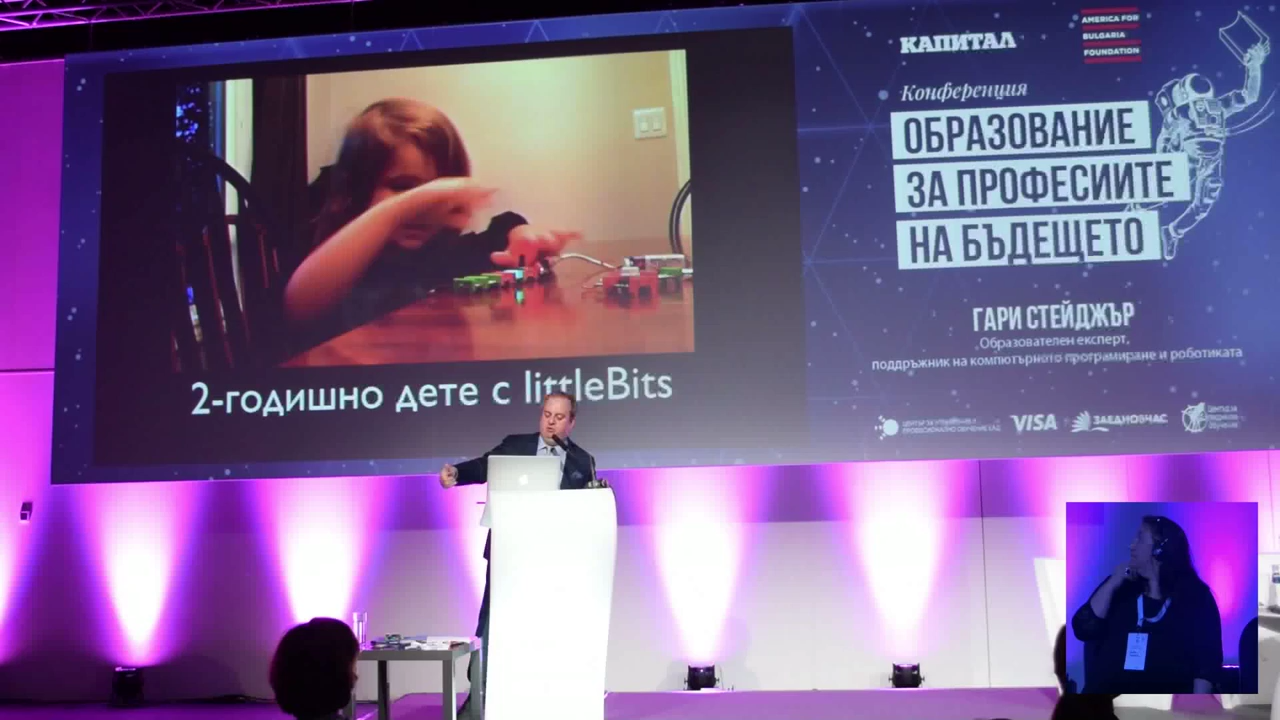 КАПИТАЛ
AMERICA FOR
BULGARIA
FOUNDATION
Конференция
ОБРАЗОВАНИЕ
ЗА ПРОФЕСИИТЕ
НА БЪДЕЩЕТО
ГАРИ СТЕЙДЖЪР
Образователен експерт,
поддръжник на компютърното програмиране и роботиката
2-годишно дете с littleBits
VISA
ЗАЕДНОЧАС